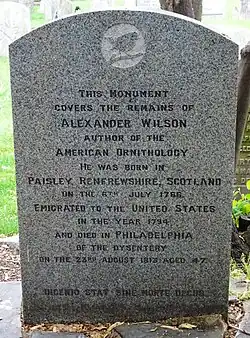 THIS MONUMENT
COVERS THE REMAINS OF
ALEXANDER WILSON
AUTHOR OF THE
AMERICAN ORNITHOLOGY
HE WAS BORN IN
PAISLEY, RENFREWSHIRE, SCOTLAND
ON THE 6TH JULY 1766
EMIGRATED TO THE UNITED STATES
IN THE YEAR 1794
AND DIED IN PHILADELPHIA
OF THE DYSENTERY
ON THE 23RD AUGUST 1813 AGED 47
INGENIO STAT SINE MORTE DECUS